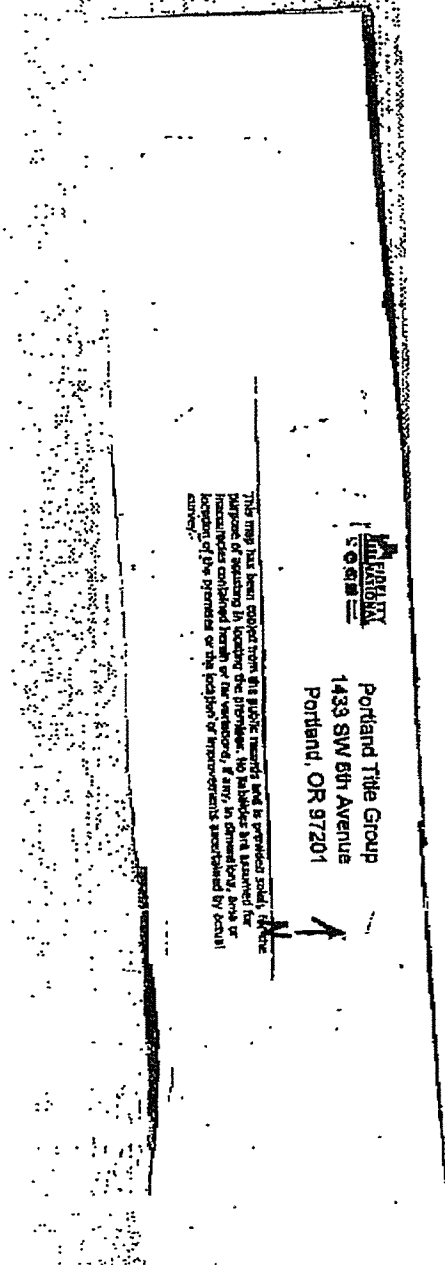 FIDELITY
NATIONAL
Portland Title Group
1433 SW 6th Avenue
Portland, OR 97201
This map has been copied from the public records and is provided solely for the
purpose of assisting in locating the premises. No liabilities are assumed for
inaccuracies contained herein or for variations, if any, in dimensions, area or
location of the premises or the location of improvements ascertained by actual
survey.